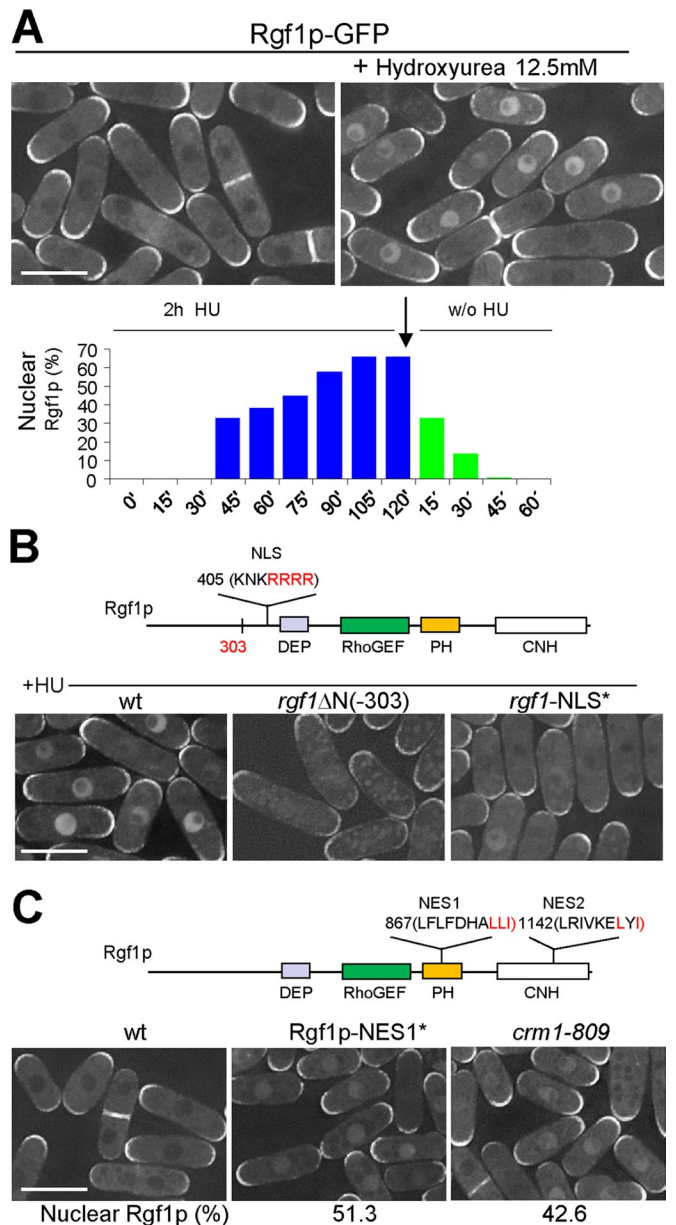 A
Rgf1p-GFP
+ Hydroxyurea 12.5mM
2h HU
w/o HU
Nuclear
Rgf1p (%)
70
60
50
40
30
20
10
0
0' 15' 30' 45' 60' 75' 90' 105' 120' 15' 30' 45' 60'
B
NLS
405 (KNKRRRR)
Rgf1p
303
DEP RhoGEF PH CNH
+HU
wt rgf1ΔN(-303) rgf1-NLS*
C
NES1 NES2
867(LFLFDHALLI) 1142(LRIVKELYI)
Rgf1p
DEP RhoGEF PH CNH
wt Rgf1p-NES1* crm1-809
Nuclear Rgf1p (%) 51.3 42.6